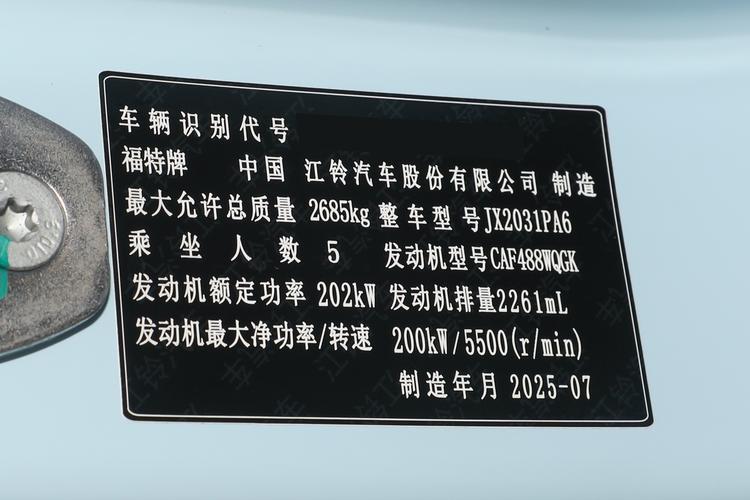 车辆识别代号
福特牌 中国 江铃汽车股份有限公司 制造
最大允许总质量 2685kg 整车型号JX2031PA6
乘坐人数 5 发动机型号CAF488WQGK
发动机额定功率 202kW 发动机排量2261mL
发动机最大净功率/转速 200kW/5500(r/min)
制造年月 2025-07